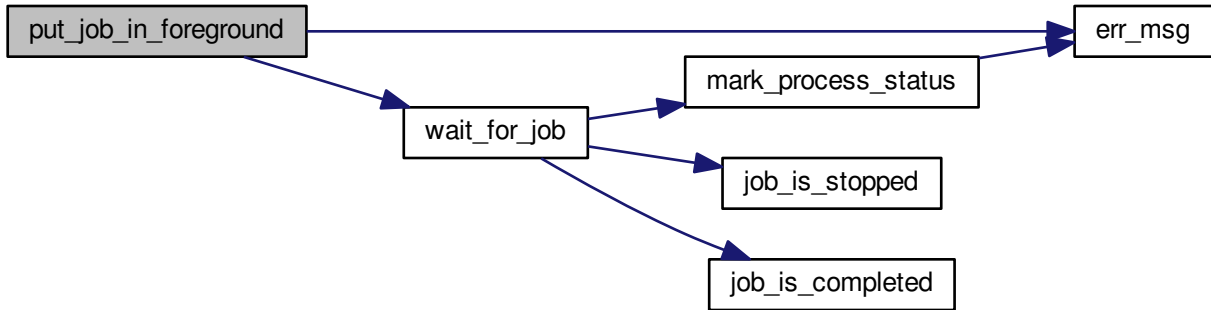 put_job_in_foreground
err_msg
mark_process_status
wait_for_job
job_is_stopped
job_is_completed